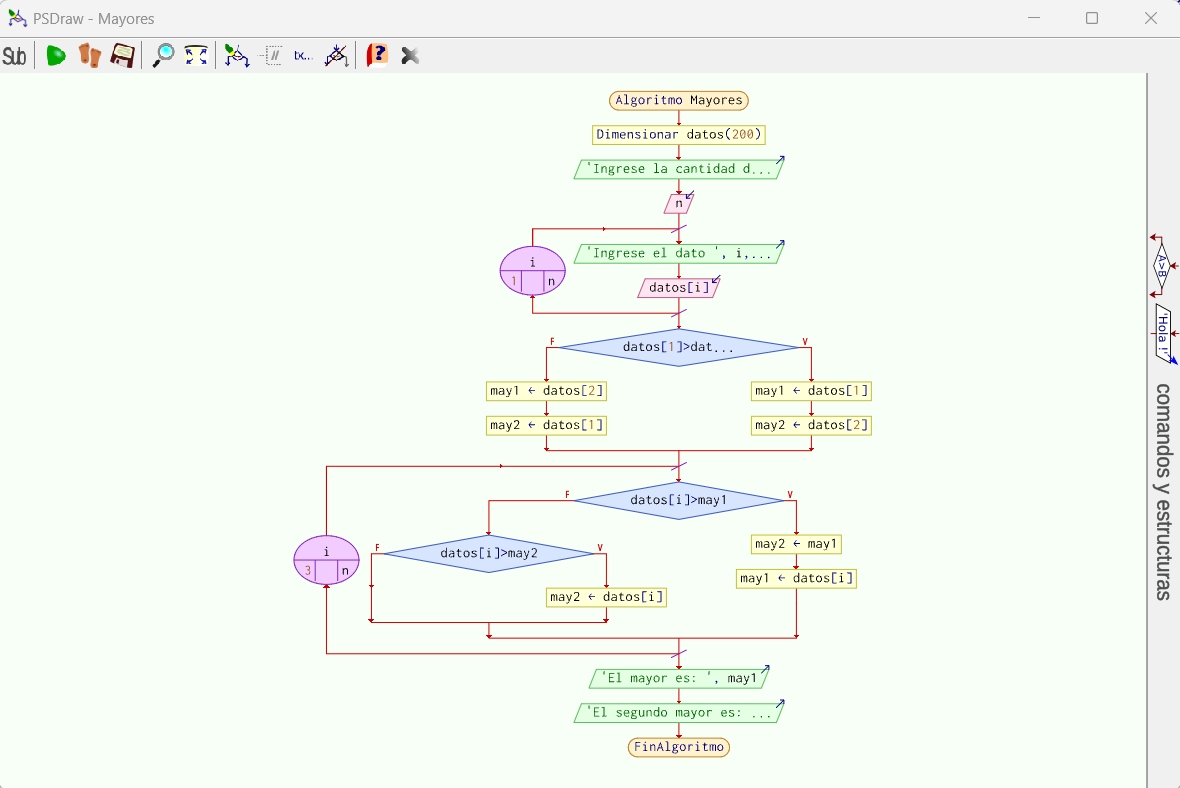 PSDraw - Mayores
Sub
tx...
?
Algoritmo Mayores
Dimensionar datos(200)
'Ingrese la cantidad d...
n
'Ingrese el dato ', i,...
i
1 n
datos[i]
datos[1]>dat...
F V
may1 ← datos[2] may1 ← datos[1]
may2 ← datos[1] may2 ← datos[2]
datos[i]>may1
F V
datos[i]>may2
F V
may2 ← may1
i
3 n
may1 ← datos[i]
may2 ← datos[i]
'El mayor es: ', may1
'El segundo mayor es: ...
FinAlgoritmo
A>B
'Hola !'
comandos y estructuras